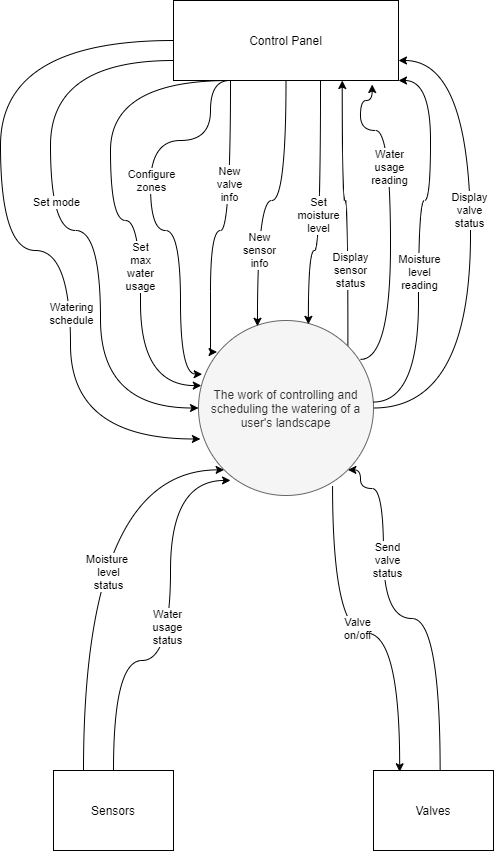 Control Panel
Configure
zones
New
valve
info
Water
usage
reading
Set mode
Set
moisture
level
Display
valve
status
New
sensor
info
Set
max
water
usage
Display
sensor
status
Moisture
level
reading
Watering
schedule
The work of controlling and
scheduling the watering of a
user's landscape
Moisture
level
status
Send
valve
status
Water
usage
status
Valve
on/off
Sensors
Valves